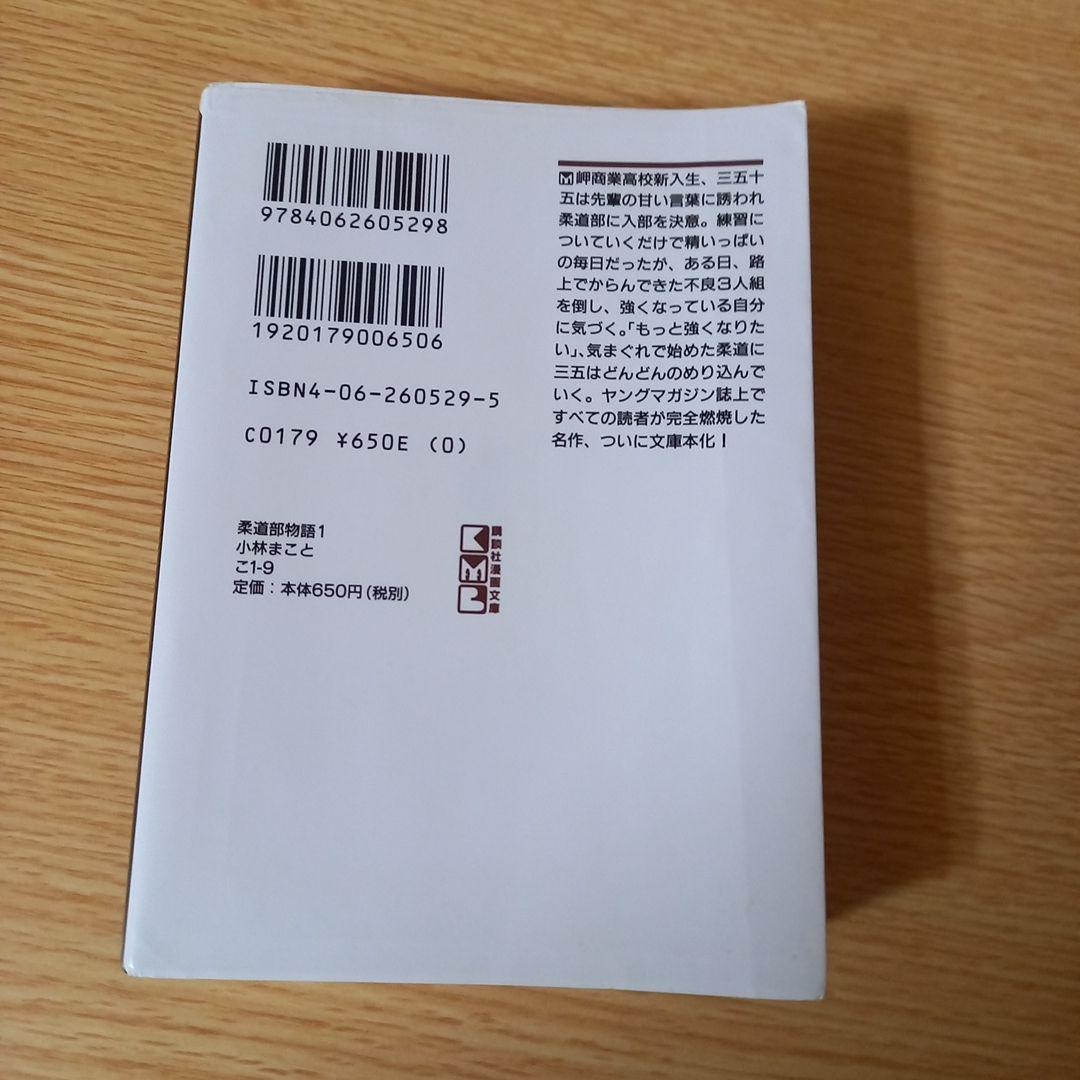 9784062605298
1920179006506
ISBN4-06-260529-5
C0179 ¥650E (0)
M岬商業高校新入生、三五十
五は先輩の甘い言葉に誘われ
柔道部に入部を決意。練習に
ついていくだけで精いっぱい
の毎日だったが、ある日、路
上でからんできた不良3人組
を倒し、強くなっている自分
に気づく。「もっと強くなりた
い」、気まぐれで始めた柔道に
三五はどんどんのめり込んで
いく。ヤングマガジン誌上で
すべての読者が完全燃焼した
名作、ついに文庫本化!
柔道部物語1
小林まこと
こ1-9
定価:本体650円(税別)
KMB
講談社漫画文庫